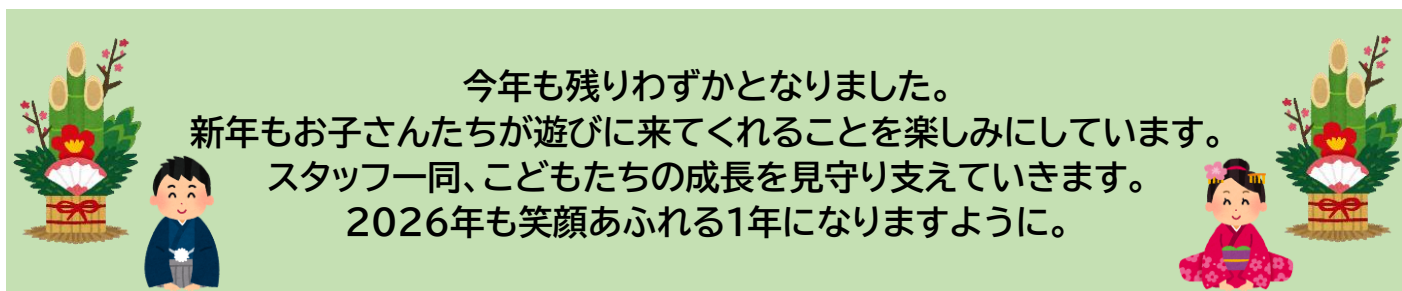 今年も残りわずかとなりました。
新年もお子さんたちが遊びに来てくれることを楽しみにしています。
スタッフ一同、こどもたちの成長を見守り支えていきます。
2026年も笑顔あふれる1年になりますように。